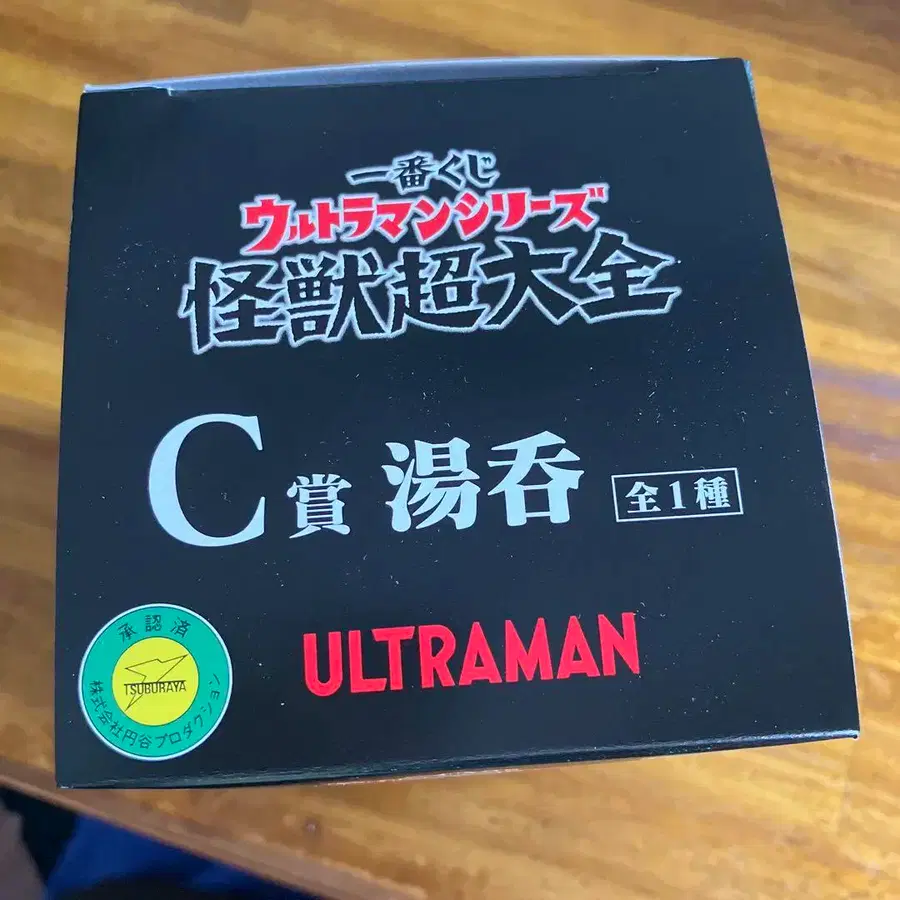 一番くじ
ウルトラマンシリーズ
怪獣超大全
C賞 湯呑 全1種
ULTRAMAN
承認済
TSUBURAYA
株式会社円谷プロダクション